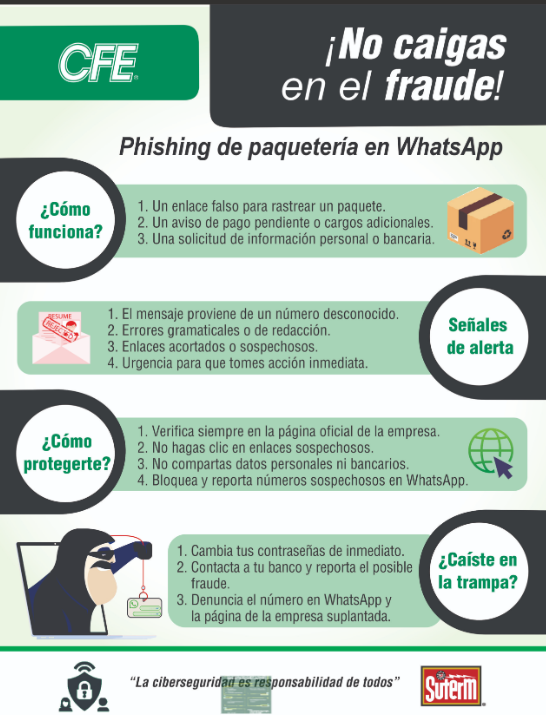 CFE
¡No caigas
en el fraude!
Phishing de paquetería en WhatsApp
¿Cómo
funciona?
1. Un enlace falso para rastrear un paquete.
2. Un aviso de pago pendiente o cargos adicionales.
3. Una solicitud de información personal o bancaria.
RESUME
REJECTED
1. El mensaje proviene de un número desconocido.
2. Errores gramaticales o de redacción.
3. Enlaces acortados o sospechosos.
4. Urgencia para que tomes acción inmediata.
Señales
de alerta
¿Cómo
protegerte?
1. Verifica siempre en la página oficial de la empresa.
2. No hagas clic en enlaces sospechosos.
3. No compartas datos personales ni bancarios.
4. Bloquea y reporta números sospechosos en WhatsApp.
1. Cambia tus contraseñas de inmediato.
2. Contacta a tu banco y reporta el posible
fraude.
3. Denuncia el número en WhatsApp y
la página de la empresa suplantada.
¿Caíste en
la trampa?
"La ciberseguridad es responsabilidad de todos"
Suterm